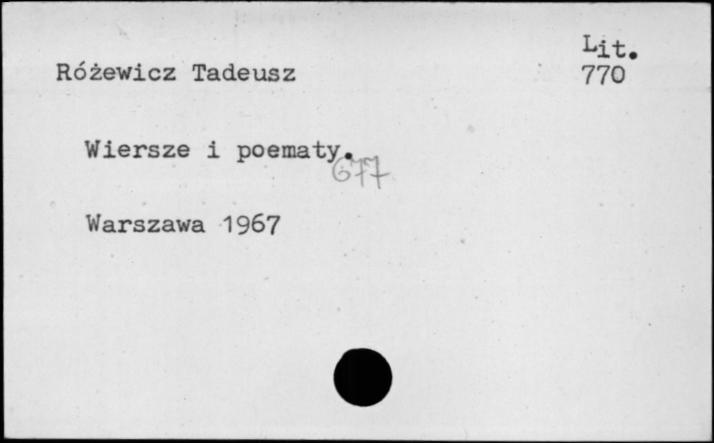 Lit.
Różewicz Tadeusz 770
Wiersze i poematy.
677
Warszawa 1967